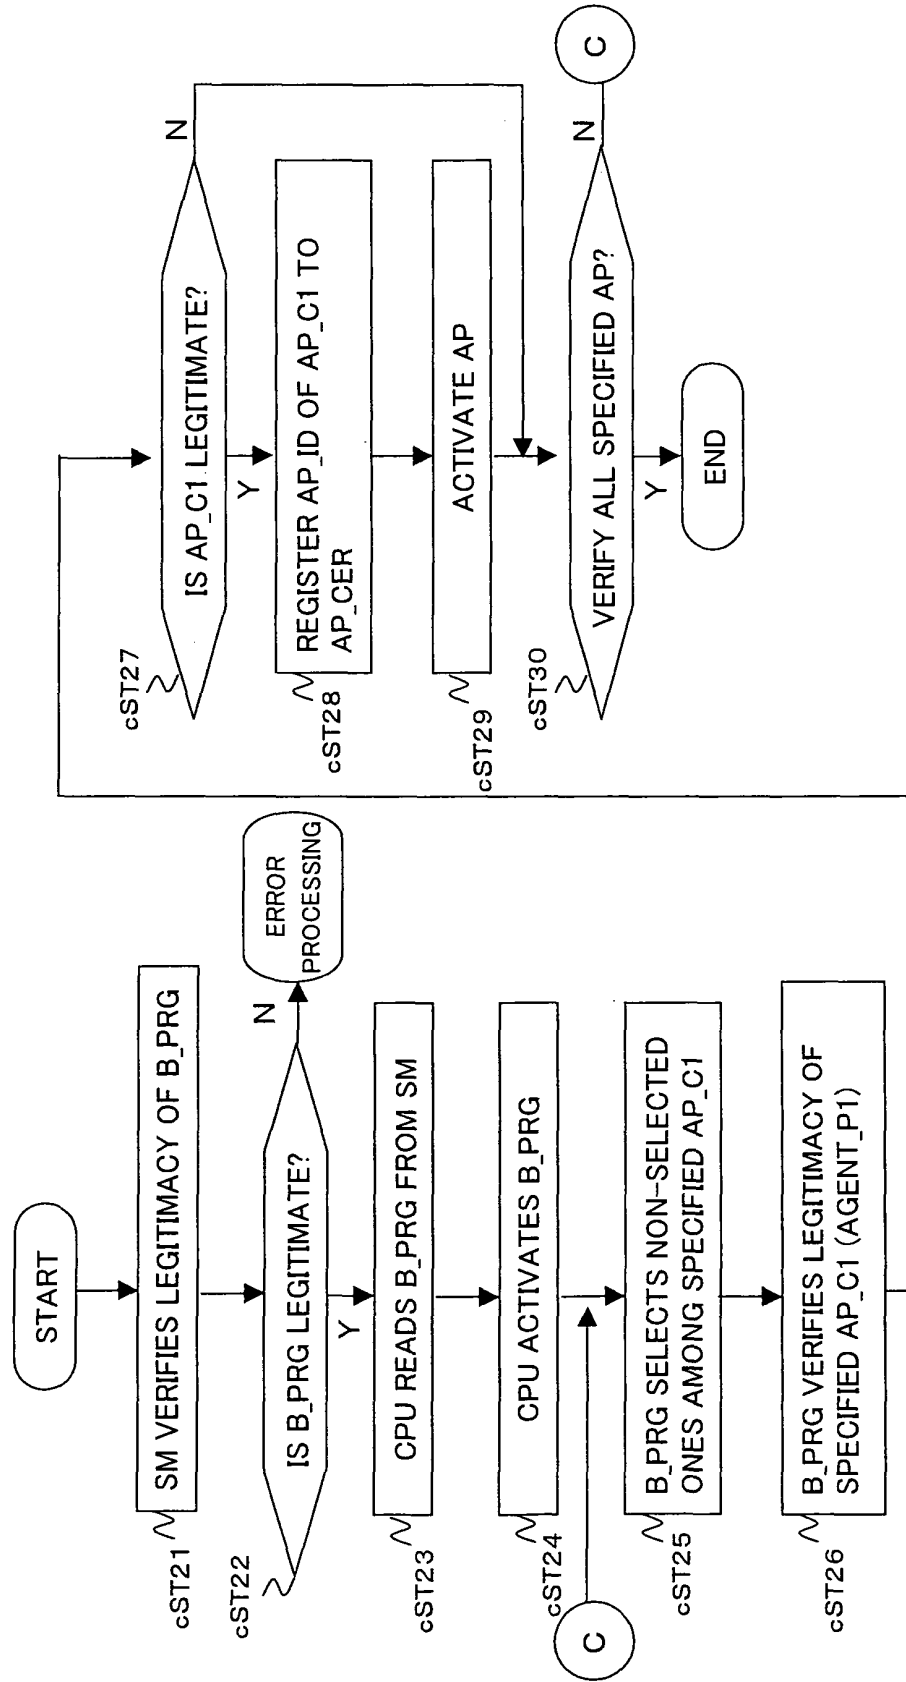 START
cST21
SM VERIFIES LEGITIMACY OF B_PRG
cST22
IS B_PRG LEGITIMATE?
N
ERROR
PROCESSING
Y
cST23
CPU READS B_PRG FROM SM
cST24
CPU ACTIVATES B_PRG
C
cST25
B_PRG SELECTS NON-SELECTED
ONES AMONG SPECIFIED AP_C1
cST26
B_PRG VERIFIES LEGITIMACY OF
SPECIFIED AP_C1 (AGENT_P1)
cST27
IS AP_C1 LEGITIMATE?
N
Y
cST28
REGISTER AP_ID OF AP_C1 TO
AP_CER
cST29
ACTIVATE AP
cST30
VERIFY ALL SPECIFIED AP?
N
C
Y
END